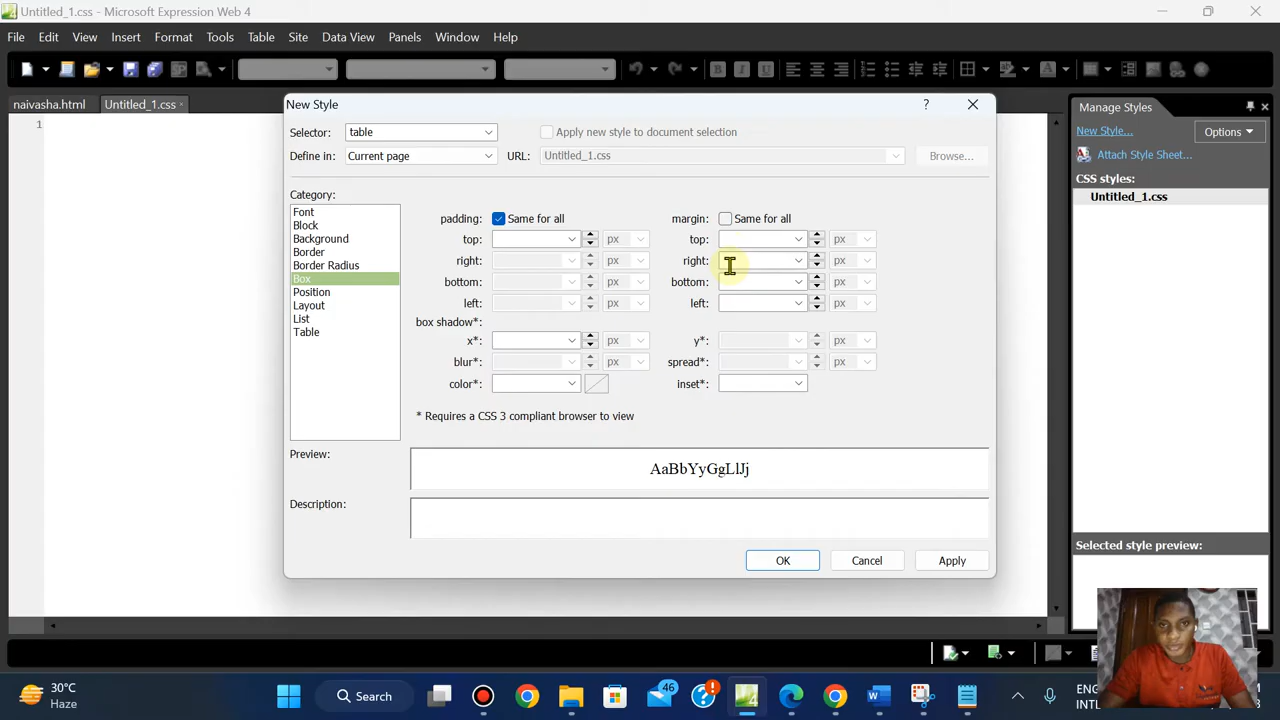 Untitled_1.css - Microsoft Expression Web 4
File Edit View Insert Format Tools Table Site Data View Panels Window Help
naivasha.html Untitled_1.css
1
New Style
Selector: table Apply new style to document selection
Define in: Current page URL: Untitled_1.css Browse...
Category:
Font
Block
Background
Border
Border Radius
Box
Position
Layout
List
Table
padding: Same for all margin: Same for all
top: px top: px
right: px right: px
bottom: px bottom: px
left: px left: px
box shadow*:
x*: px y*: px
blur*: px spread*: px
color*: inset*:
* Requires a CSS 3 compliant browser to view
Preview: AaBbYyGgLlJj
Description:
OK Cancel Apply
Manage Styles
New Style... Options
Attach Style Sheet...
CSS styles:
Untitled_1.css
Selected style preview:
30°C
Haze
Search
46
ENG
INTL